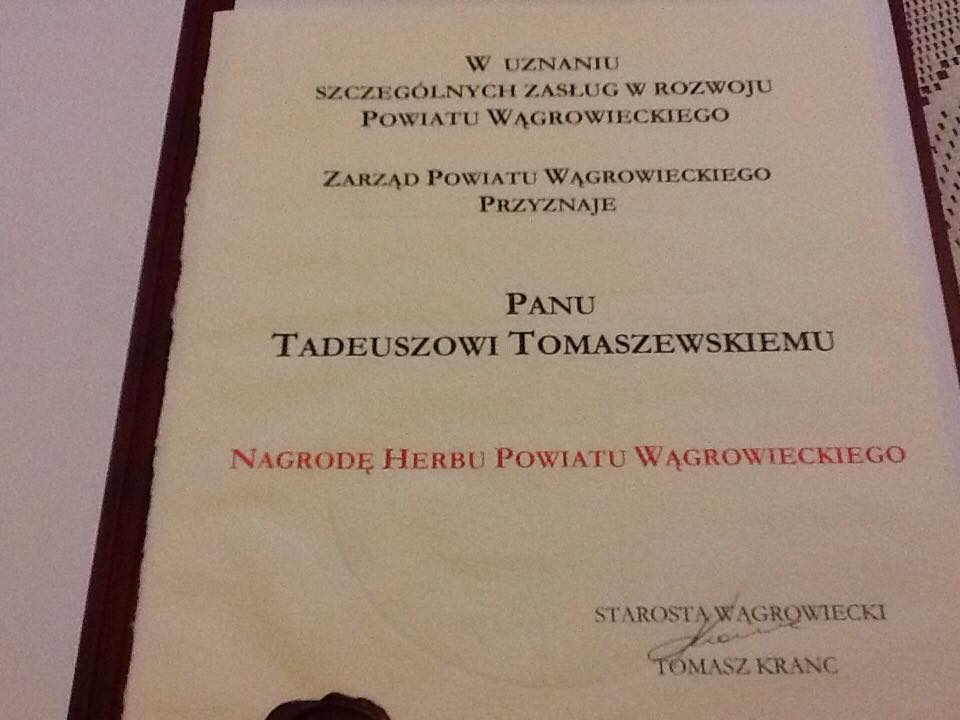 W UZNANIU
SZCZEGÓLNYCH ZASŁUG W ROZWOJU
POWIATU WĄGROWIECKIEGO
ZARZĄD POWIATU WĄGROWIECKIEGO
PRZYZNAJE
PANU
TADEUSZOWI TOMASZEWSKIEMU
NAGRODĘ HERBU POWIATU WĄGROWIECKIEGO
STAROSTA WĄGROWIECKI
TOMASZ KRANC